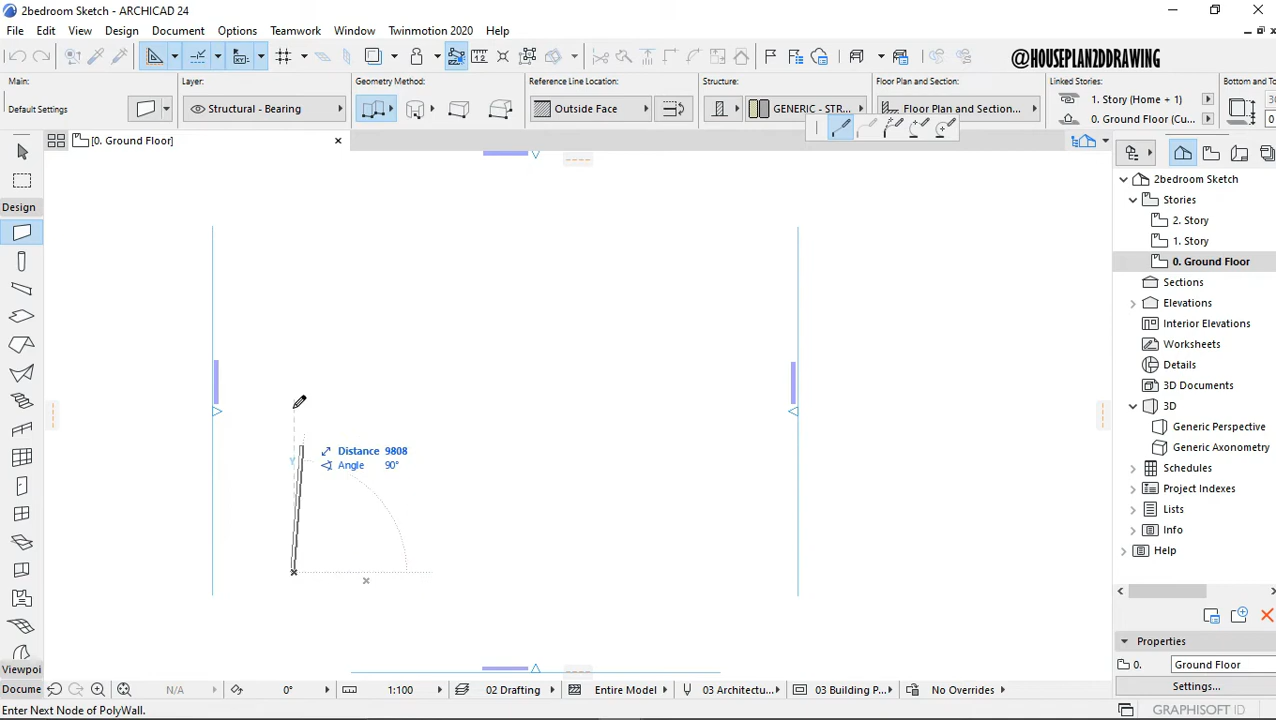 2bedroom Sketch - ARCHICAD 24
File Edit View Design Document Options Teamwork Window Twinmotion 2020 Help
@HOUSEPLAN2DDRAWING
Main: Layer: Geometry Method: Reference Line Location: Structure: Floor Plan and Section: Linked Stories: Bottom and To
Default Settings Structural - Bearing Outside Face GENERIC - STR... Floor Plan and Section... 1. Story (Home + 1)
0. Ground Floor (Cu...
[0. Ground Floor]
Design
Distance 9808
Angle 90°
Y
2bedroom Sketch
Stories
2. Story
1. Story
0. Ground Floor
Sections
Elevations
Interior Elevations
Worksheets
Details
3D Documents
3D
Generic Perspective
Generic Axonometry
Schedules
Project Indexes
Lists
Info
Help
Properties
0. Ground Floor
Settings...
Viewpoi
Docume N/A 0° 1:100 02 Drafting Entire Model 03 Architectu... 03 Building P... No Overrides
Enter Next Node of PolyWall.
GRAPHISOFT ID